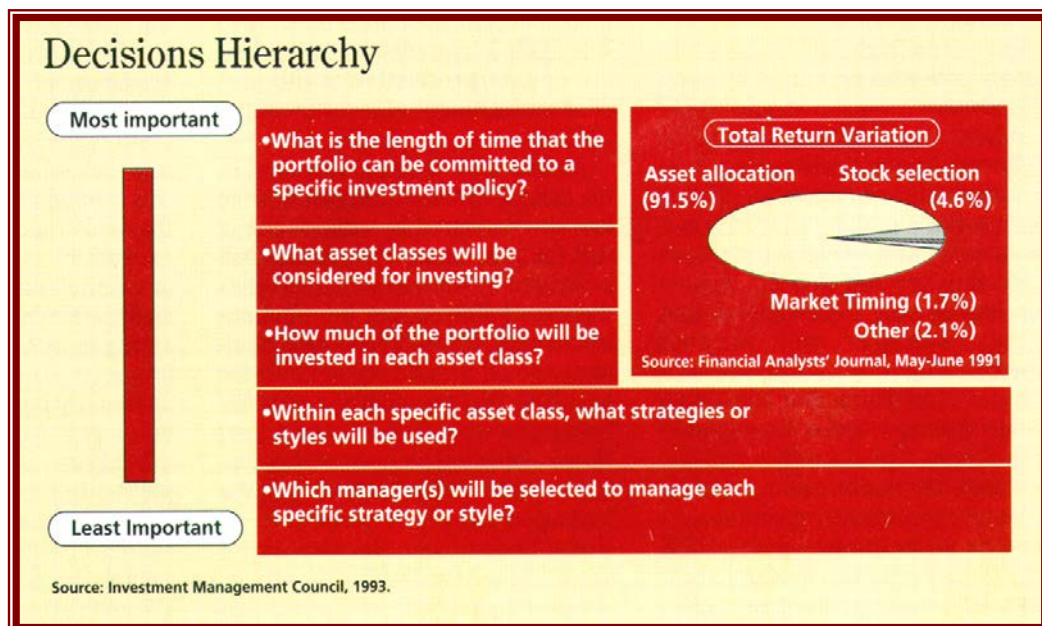 Decisions Hierarchy
Most important
•What is the length of time that the
portfolio can be committed to a
specific investment policy?
•What asset classes will be
considered for investing?
•How much of the portfolio will be
invested in each asset class?
•Within each specific asset class, what strategies or
styles will be used?
•Which manager(s) will be selected to manage each
specific strategy or style?
Least Important
Total Return Variation
Asset allocation
(91.5%)
Stock selection
(4.6%)
Market Timing (1.7%)
Other (2.1%)
Source: Financial Analysts' Journal, May-June 1991
Source: Investment Management Council, 1993.